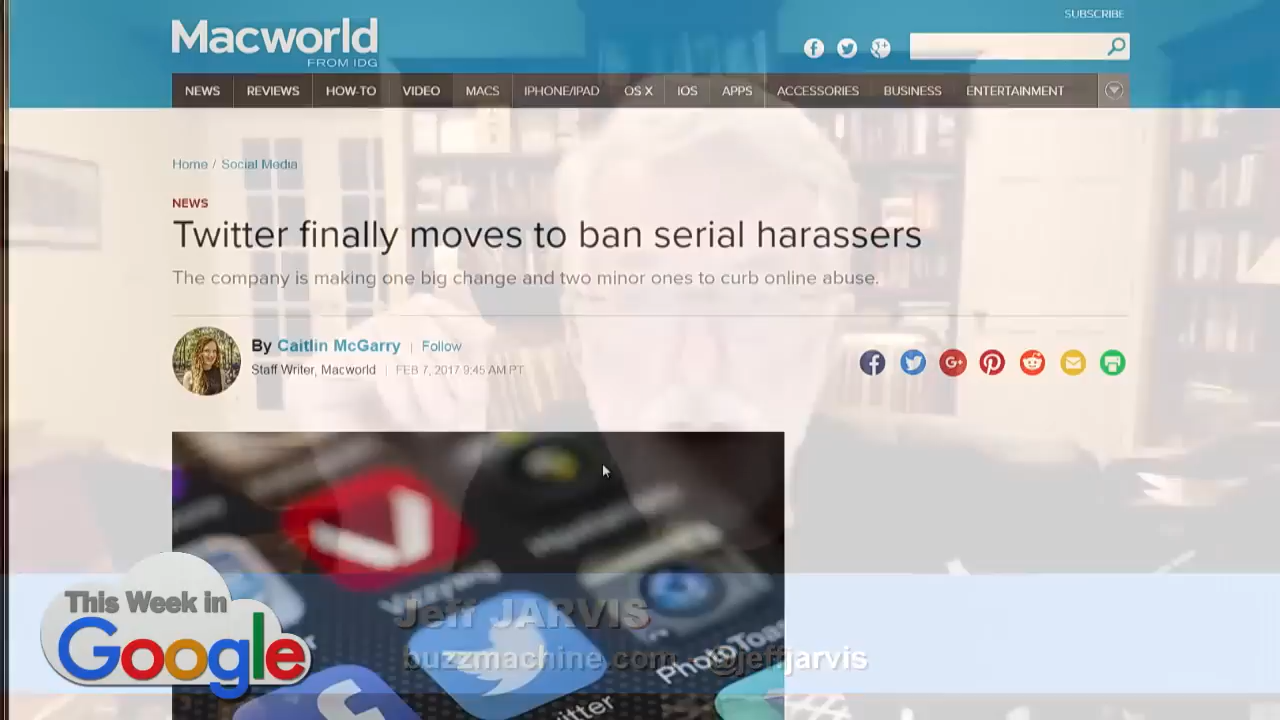 SUBSCRIBE
Macworld
FROM IDG
NEWS REVIEWS HOW-TO VIDEO MACS IPHONE/IPAD OS X IOS APPS ACCESSORIES BUSINESS ENTERTAINMENT
Home / Social Media
NEWS
Twitter finally moves to ban serial harassers
The company is making one big change and two minor ones to curb online abuse.
By Caitlin McGarry | Follow
Staff Writer, Macworld | FEB 7, 2017 9:45 AM PT
This Week in
Google
Jeff JARVIS
buzzmachine.com @jeffjarvis